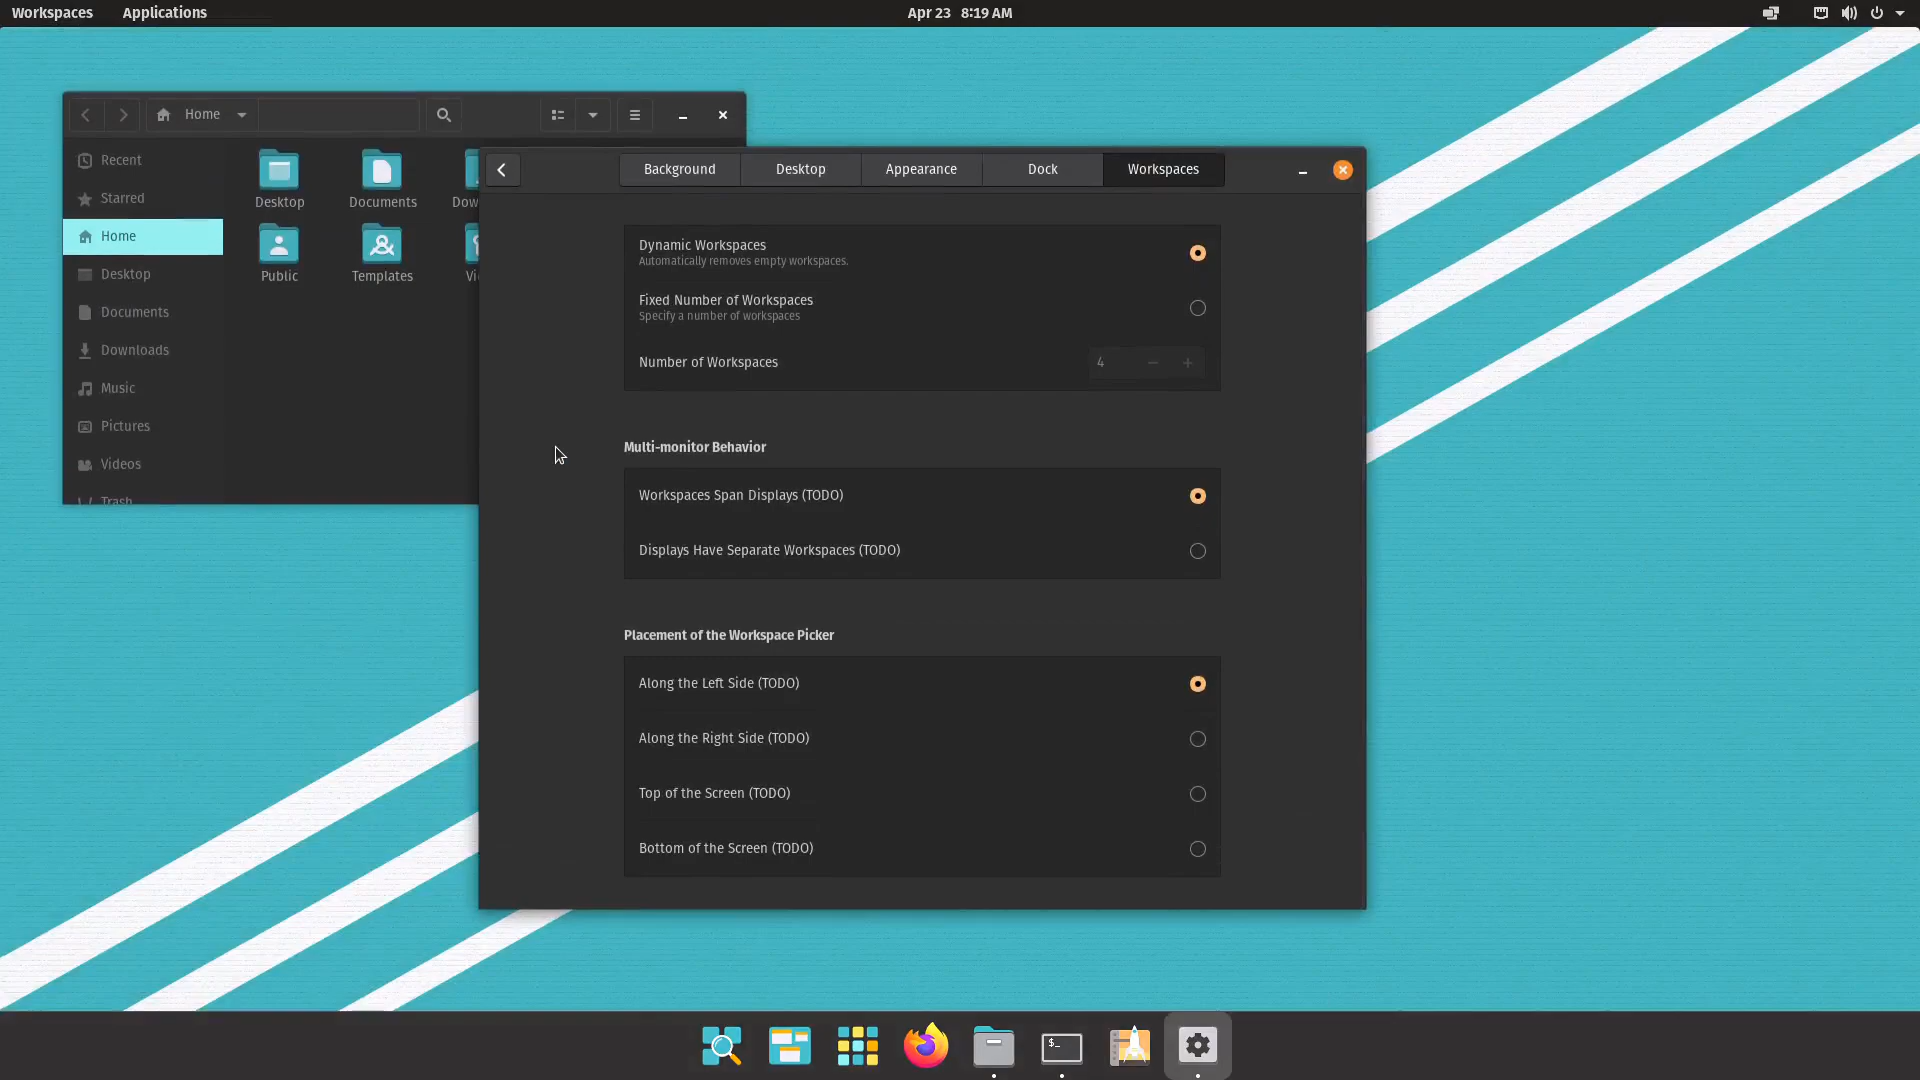 Workspaces Applications Apr 23 8:19 AM
Home
Recent
Starred
Home
Desktop
Documents
Downloads
Music
Pictures
Videos
Trash
Desktop Documents Dow
Public Templates Vi
Background Desktop Appearance Dock Workspaces
Dynamic Workspaces
Automatically removes empty workspaces.
Fixed Number of Workspaces
Specify a number of workspaces
Number of Workspaces 4 − +
Multi-monitor Behavior
Workspaces Span Displays (TODO)
Displays Have Separate Workspaces (TODO)
Placement of the Workspace Picker
Along the Left Side (TODO)
Along the Right Side (TODO)
Top of the Screen (TODO)
Bottom of the Screen (TODO)
$_